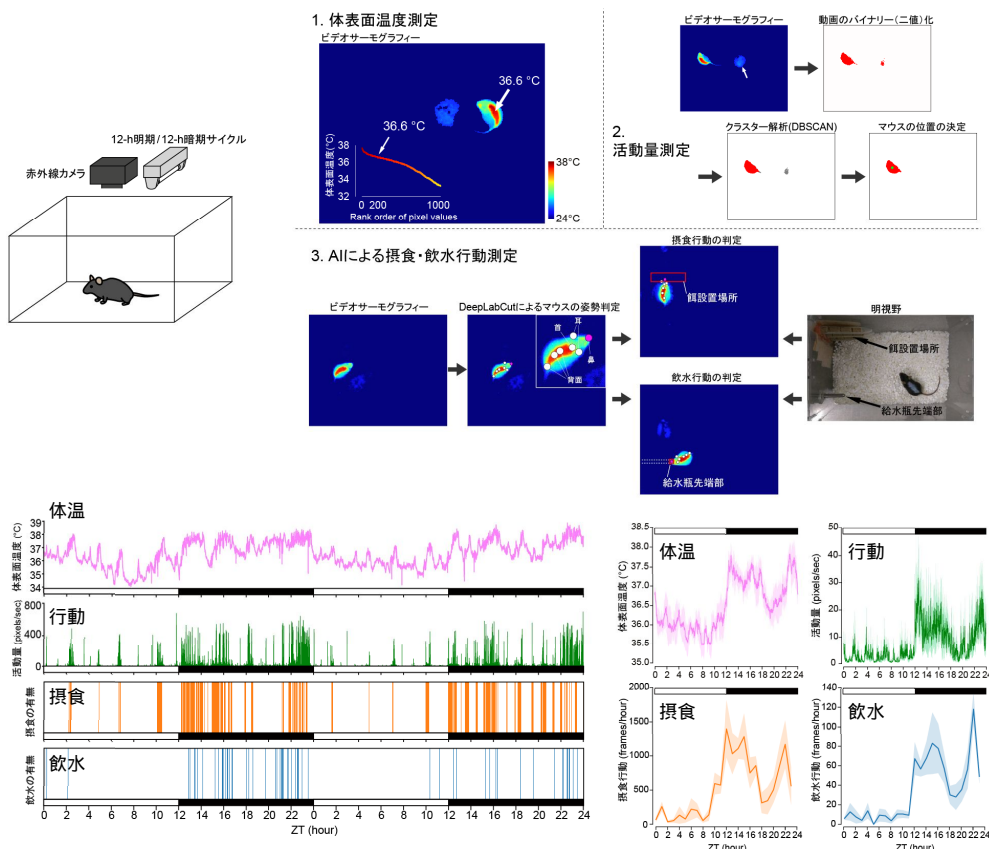 12-h明期/12-h暗期サイクル
赤外線カメラ
1. 体表面温度測定
ビデオサーモグラフィー
36.6 °C
36.6 °C
体表面温度(°C)
38
36
34
32
0 200 1000
Rank order of pixel values
38°C
24°C
ビデオサーモグラフィー
動画のバイナリー（二値）化
2.
活動量測定
クラスター解析(DBSCAN)
マウスの位置の決定
3. AIによる摂食・飲水行動測定
ビデオサーモグラフィー
DeepLabCutによるマウスの姿勢判定
耳
首
鼻
背面
摂食行動の判定
餌設置場所
飲水行動の判定
給水瓶先端部
明視野
餌設置場所
給水瓶先端部
体温
体表面温度 (°C)
39
38
37
36
35
34
行動
活動量 (pixels/sec)
800
400
0
摂食
摂食の有無
飲水
飲水の有無
0 2 4 6 8 10 12 14 16 18 20 22 0 2 4 6 8 10 12 14 16 18 20 22 24
ZT (hour)
体温
体表面温度 (°C)
38.5
38.0
37.5
37.0
36.5
36.0
35.5
35.0
0 2 4 6 8 10 12 14 16 18 20 22 24
行動
活動量 (pixels/sec)
50
40
30
20
10
0
0 2 4 6 8 10 12 14 16 18 20 22 24
摂食
摂食行動 (frames/hour)
2000
1500
1000
500
0
0 2 4 6 8 10 12 14 16 18 20 22 24
ZT (hour)
飲水
飲水行動 (frames/hour)
140
120
100
80
60
40
20
0
0 2 4 6 8 10 12 14 16 18 20 22 24
ZT (hour)